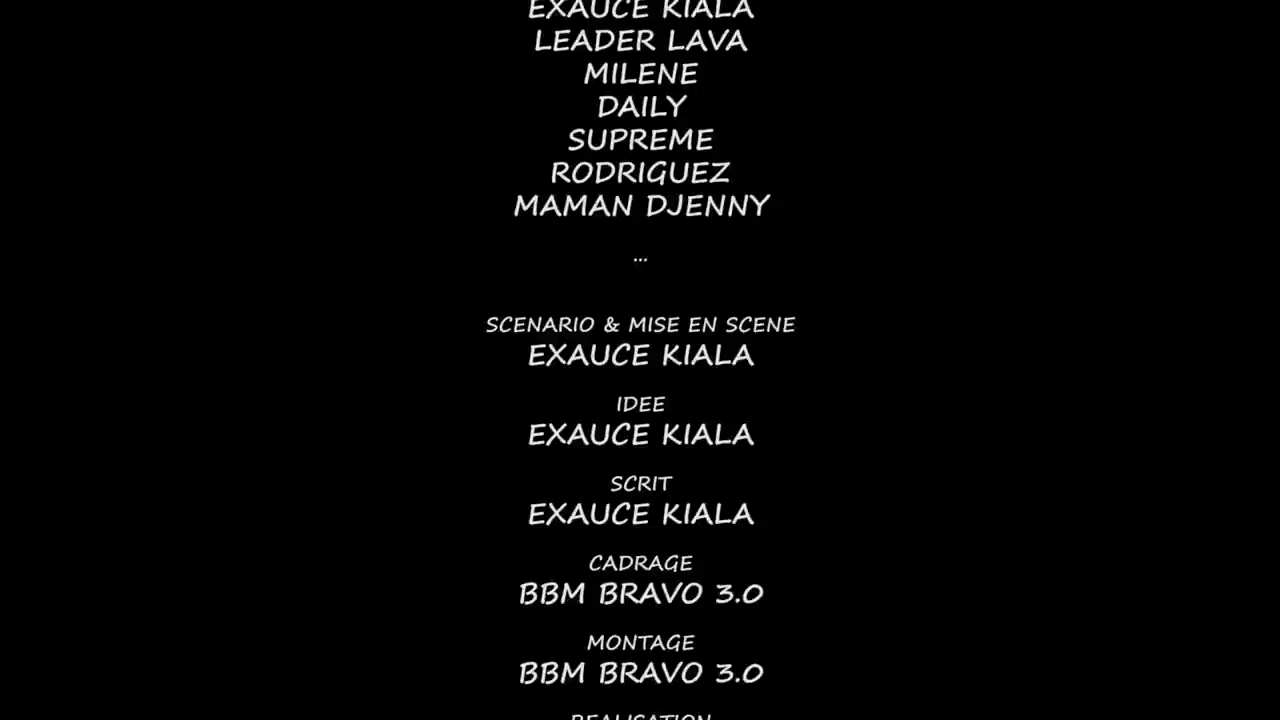 EXAUCE KIALA
LEADER LAVA
MILENE
DAILY
SUPREME
RODRIGUEZ
MAMAN DJENNY
...
SCENARIO & MISE EN SCENE
EXAUCE KIALA
IDEE
EXAUCE KIALA
SCRIT
EXAUCE KIALA
CADRAGE
BBM BRAVO 3.0
MONTAGE
BBM BRAVO 3.0
REALISATION